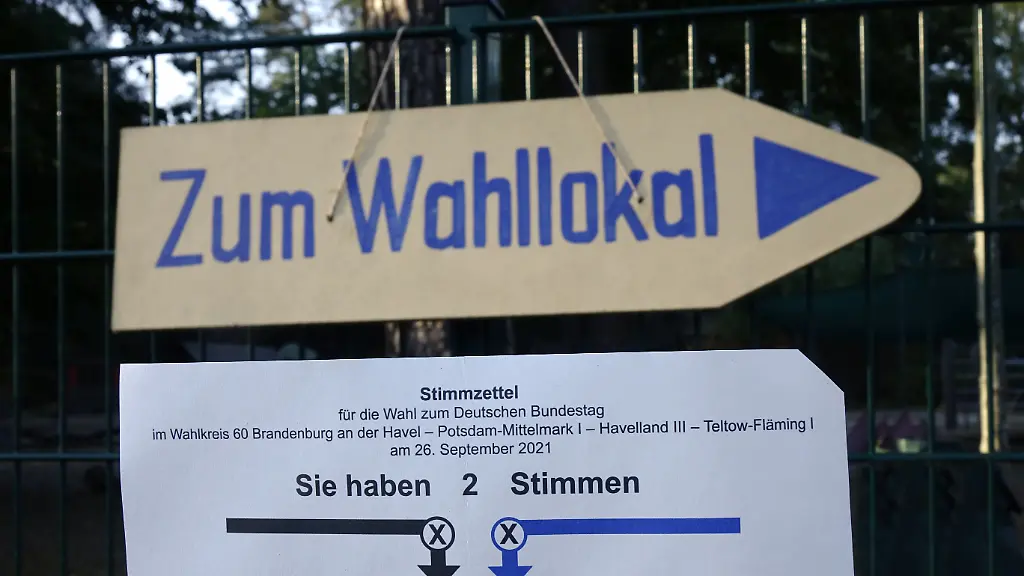 Zum Wahllokal
Stimmzettel
für die Wahl zum Deutschen Bundestag
im Wahlkreis 60 Brandenburg an der Havel – Potsdam-Mittelmark I – Havelland III – Teltow-Fläming I
am 26. September 2021
Sie haben 2 Stimmen
X X